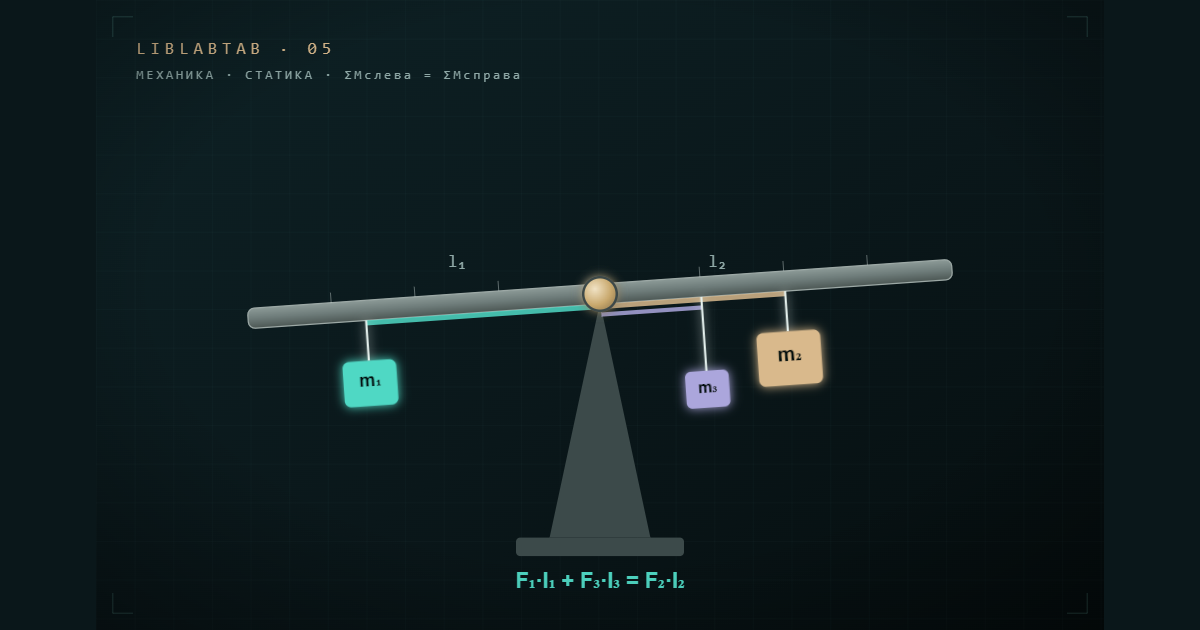 LIBLABTAB · 05
МЕХАНИКА · СТАТИКА · ΣMслева = ΣMсправа
l₁ l₂
m₁
m₂
m₃
F₁·l₁ + F₃·l₃ = F₂·l₂